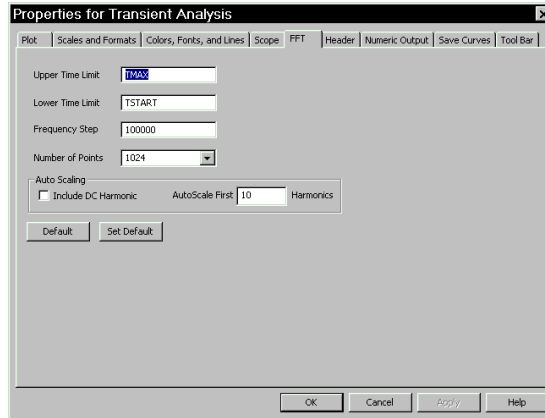 Properties for Transient Analysis
Plot Scales and Formats Colors, Fonts, and Lines Scope FFT Header Numeric Output Save Curves Tool Bar
Upper Time Limit TMAX
Lower Time Limit TSTART
Frequency Step 100000
Number of Points 1024
Auto Scaling
Include DC Harmonic AutoScale First 10 Harmonics
Default Set Default
OK Cancel Apply Help